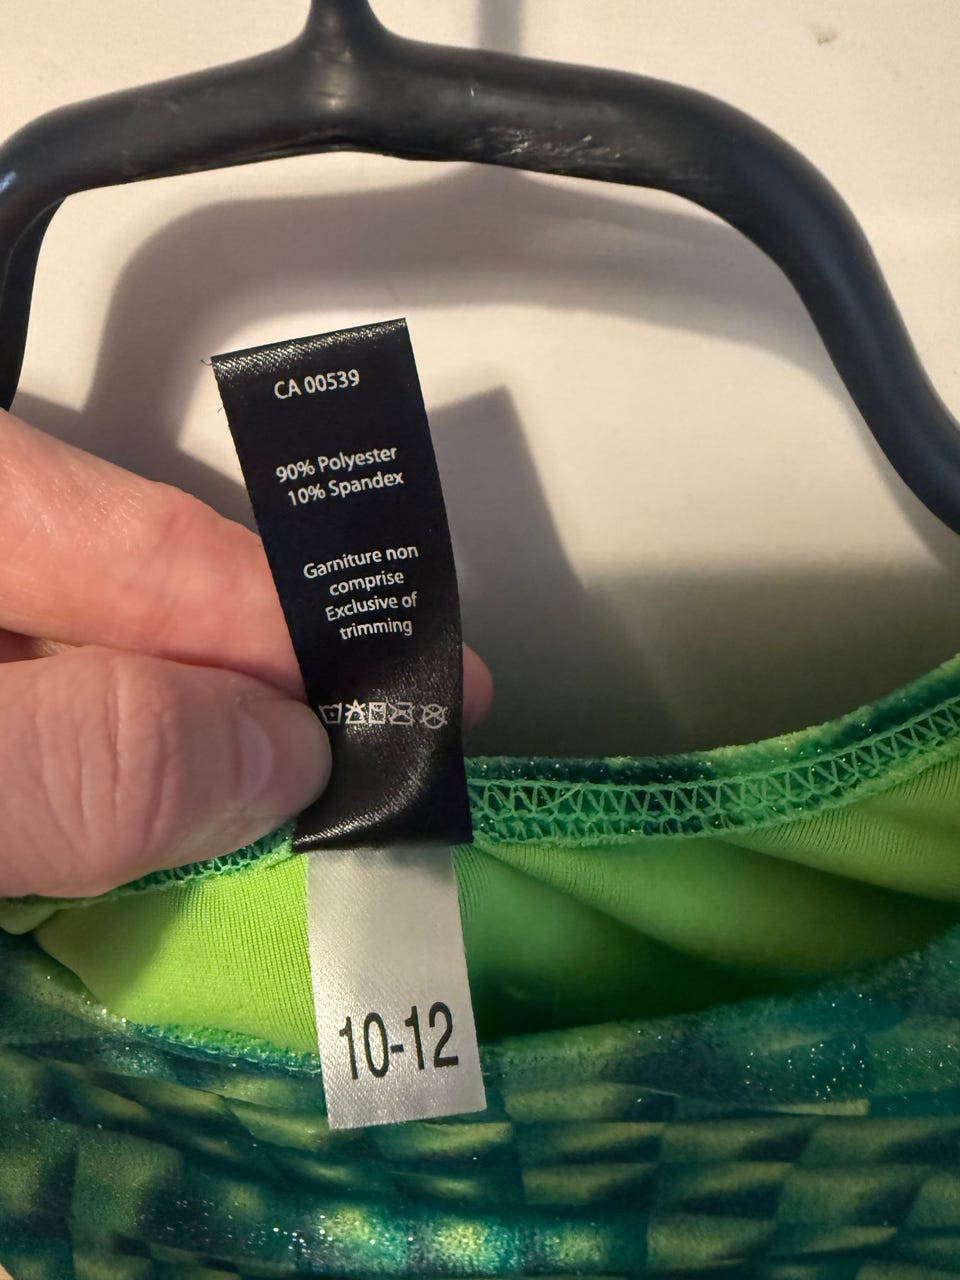 CA 00539
90% Polyester
10% Spandex
Garniture non
comprise
Exclusive of
trimming
10-12